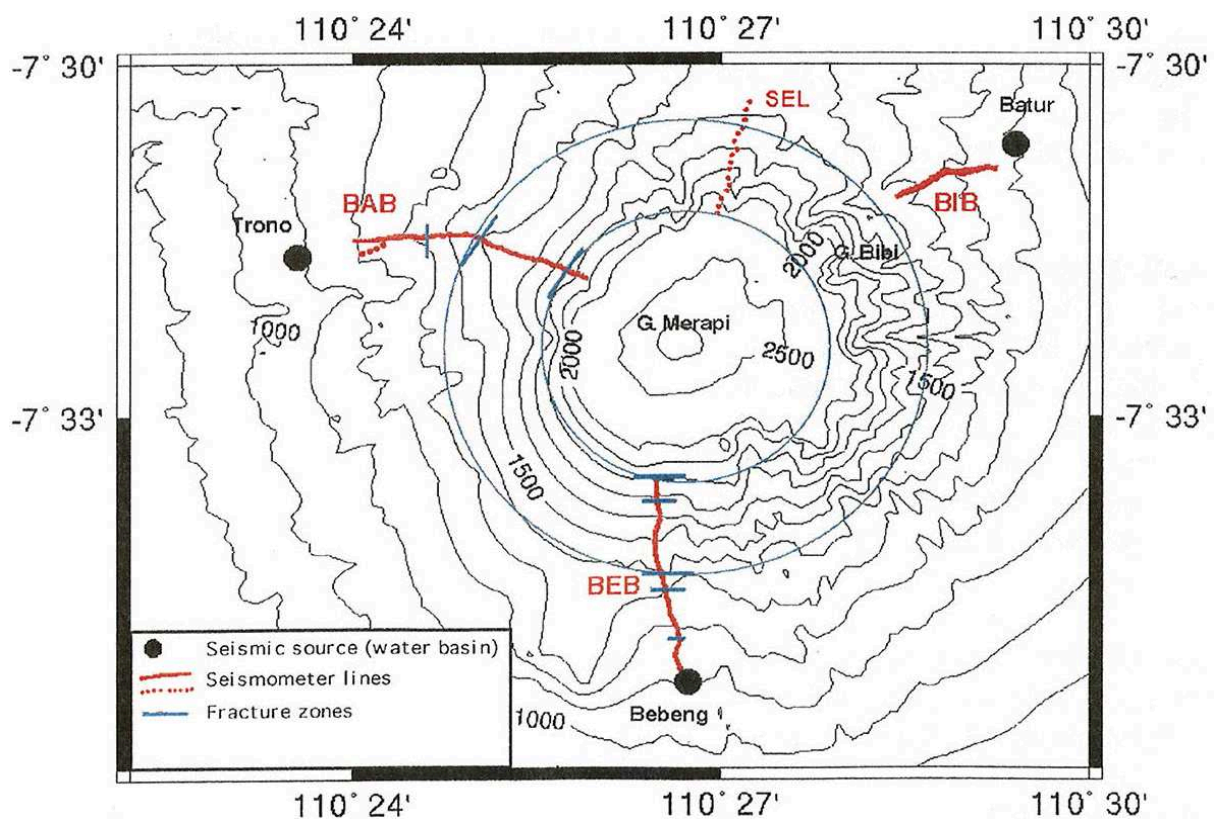 110° 24' 110° 27' 110° 30'
-7° 30' -7° 30'
SEL
Batur
BAB
BIB
Trono
2000
G. Bibi
G. Merapi
1000
2000
2500
1500
-7° 33' -7° 33'
1500
BEB
Seismic source (water basin)
Seismometer lines
Fracture zones
1000
Bebeng
110° 24' 110° 27' 110° 30'